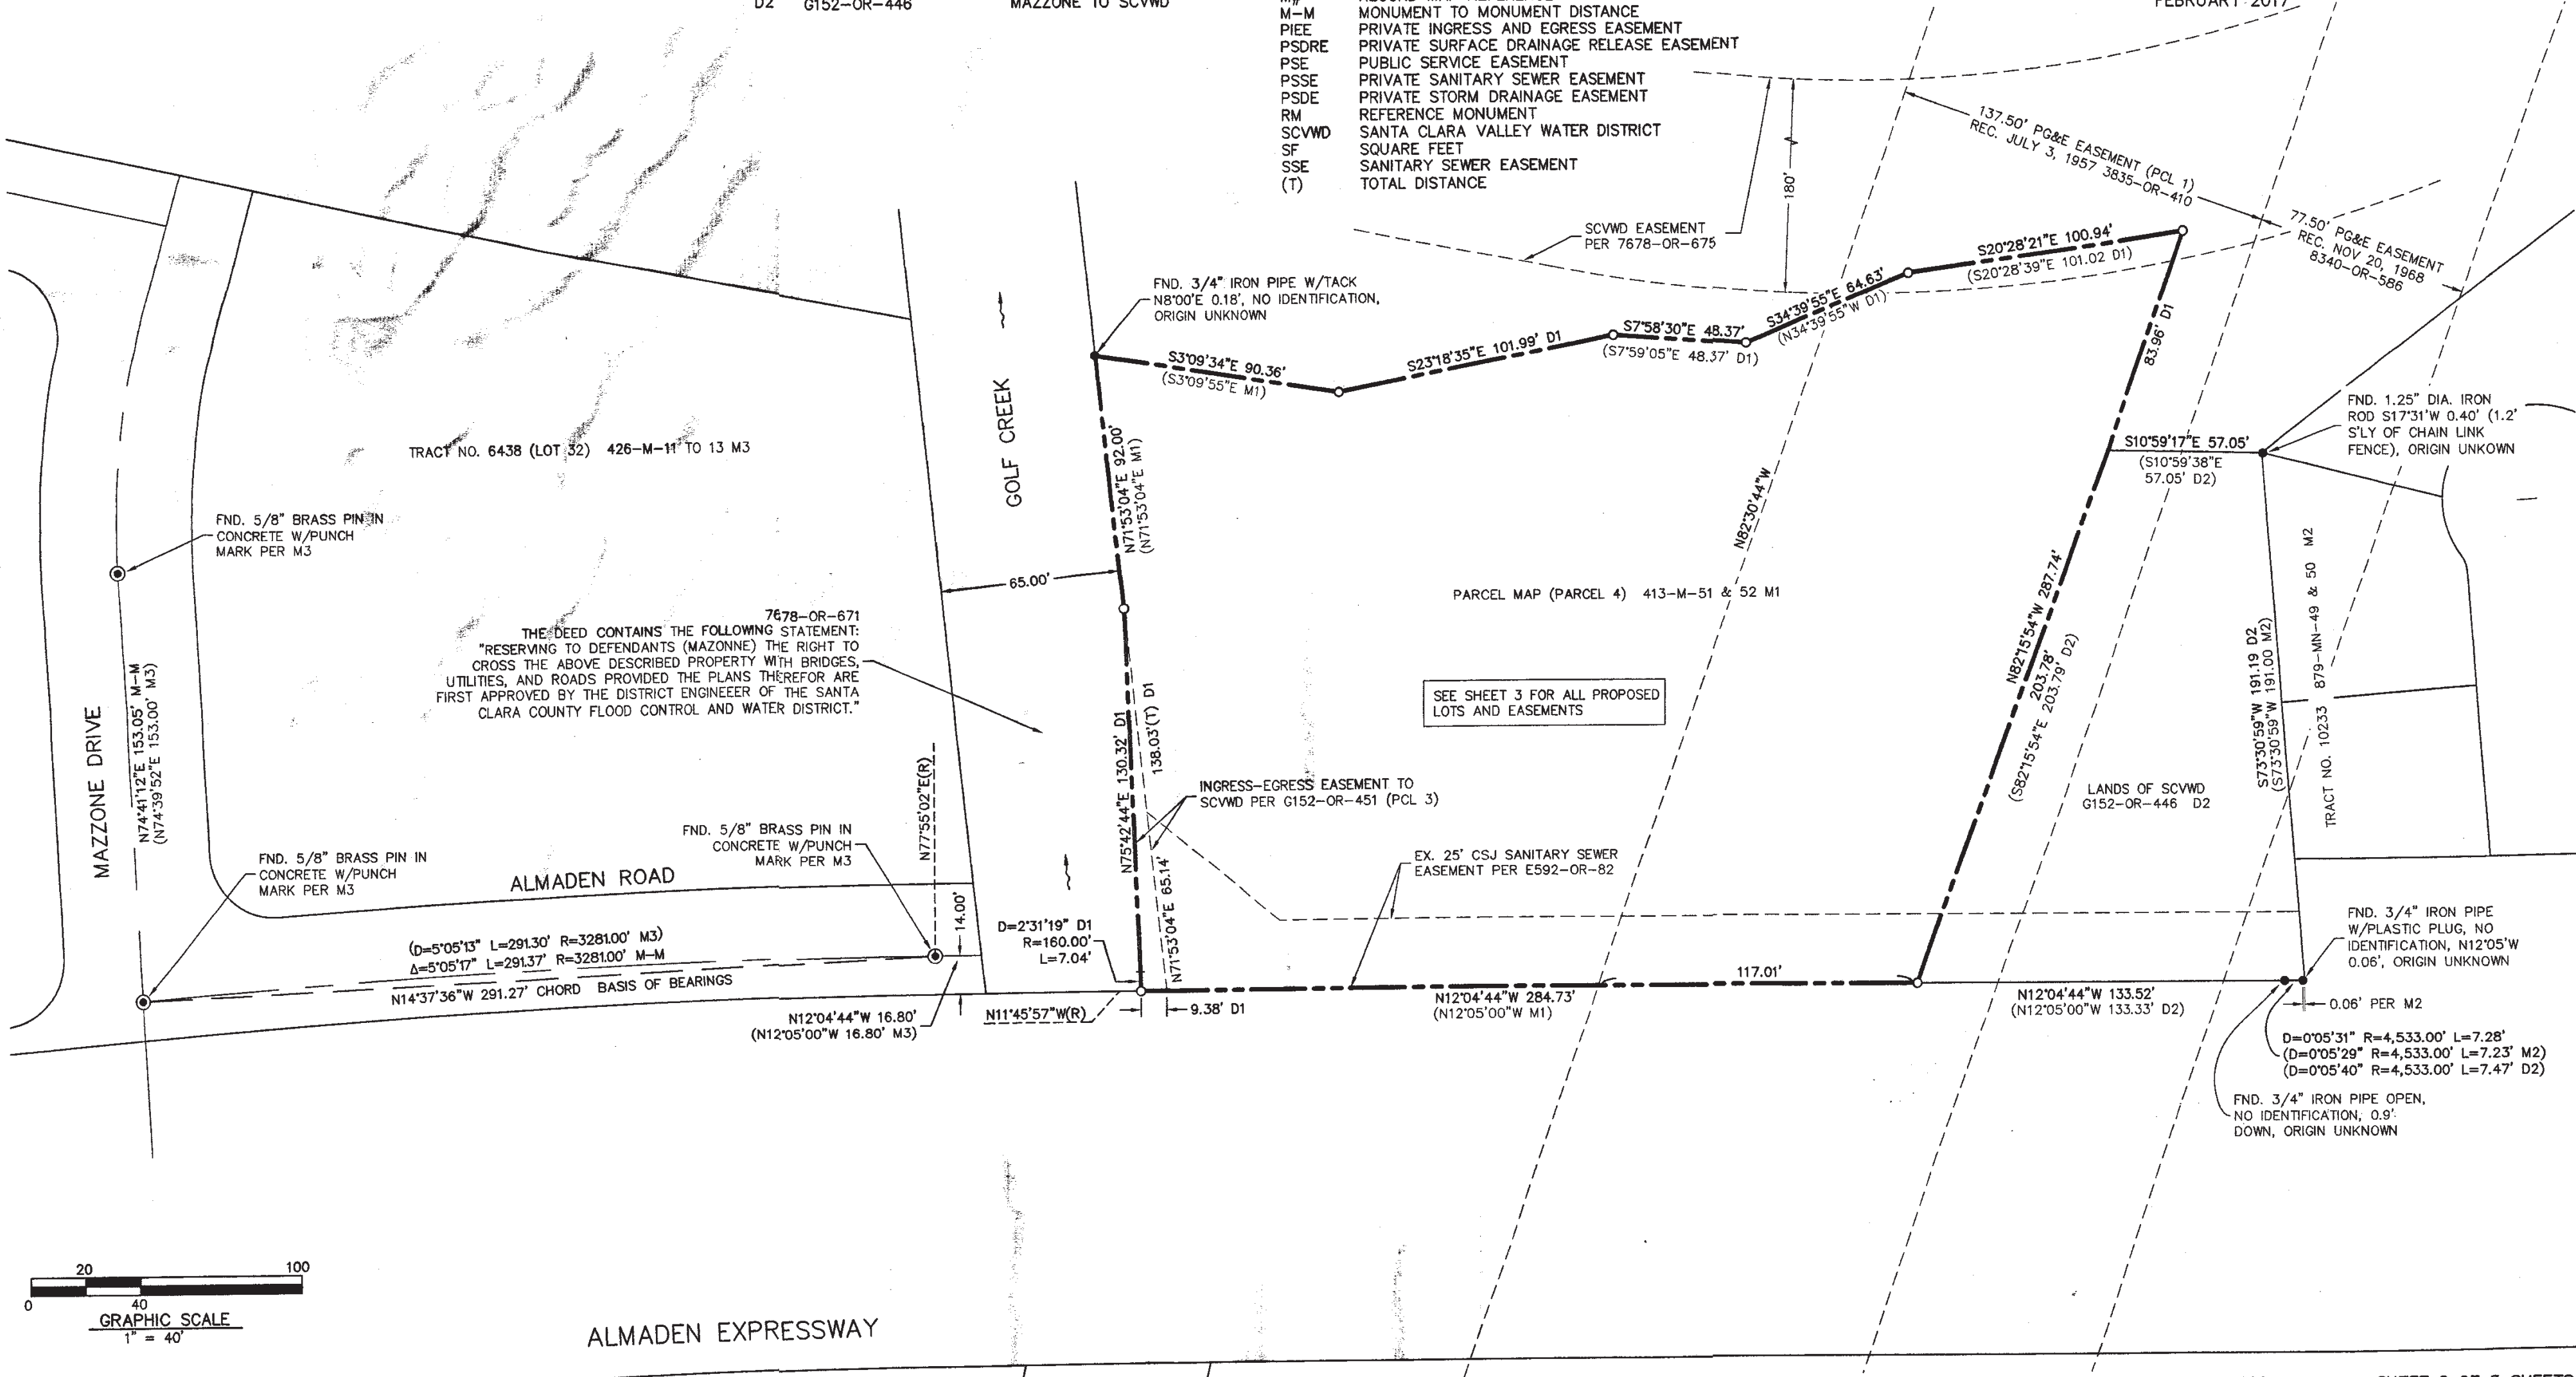 D2 G152-OR-446 MAZZONE TO SCVWD
FEBRUARY 2017
M-M MONUMENT TO MONUMENT DISTANCE
PIEE PRIVATE INGRESS AND EGRESS EASEMENT
PSDRE PRIVATE SURFACE DRAINAGE RELEASE EASEMENT
PSE PUBLIC SERVICE EASEMENT
PSSE PRIVATE SANITARY SEWER EASEMENT
PSDE PRIVATE STORM DRAINAGE EASEMENT
RM REFERENCE MONUMENT
SCVWD SANTA CLARA VALLEY WATER DISTRICT
SF SQUARE FEET
SSE SANITARY SEWER EASEMENT
(T) TOTAL DISTANCE
180'
SCVWD EASEMENT
PER 7678-OR-675
137.50' PG&E EASEMENT (PCL 1)
REC. JULY 3, 1957 3835-OR-410
77.50' PG&E EASEMENT
REC. NOV 20, 1968
8340-OR-586
FND. 3/4" IRON PIPE W/TACK
N8°00'E 0.18', NO IDENTIFICATION,
ORIGIN UNKNOWN
S3°09'34"E 90.36'
(S3°09'55"E M1)
S23°18'35"E 101.99' D1
S7°58'30"E 48.37'
(S7°59'05"E 48.37' D1)
S34°39'55"E 64.63'
(N34°39'55"W D1)
S20°28'21"E 100.94'
(S20°28'39"E 101.02 D1)
83.96' D1
FND. 1.25" DIA. IRON
ROD S17°31'W 0.40' (1.2'
S'LY OF CHAIN LINK
FENCE), ORIGIN UNKOWN
S10°59'17"E 57.05'
(S10°59'38"E
57.05' D2)
GOLF CREEK
TRACT NO. 6438 (LOT 32) 426-M-11 TO 13 M3
N71°53'04"E 92.00'
(N71°53'04"E M1)
N82°30'44"W
FND. 5/8" BRASS PIN IN
CONCRETE W/PUNCH
MARK PER M3
65.00'
PARCEL MAP (PARCEL 4) 413-M-51 & 52 M1
N82°15'54"W 287.74'
203.78'
(S82°15'54"E 203.79' D2)
7678-OR-671
THE DEED CONTAINS THE FOLLOWING STATEMENT:
"RESERVING TO DEFENDANTS (MAZONNE) THE RIGHT TO
CROSS THE ABOVE DESCRIBED PROPERTY WITH BRIDGES,
UTILITIES, AND ROADS PROVIDED THE PLANS THEREFOR ARE
FIRST APPROVED BY THE DISTRICT ENGINEEER OF THE SANTA
CLARA COUNTY FLOOD CONTROL AND WATER DISTRICT."
SEE SHEET 3 FOR ALL PROPOSED
LOTS AND EASEMENTS
S73°30'59"W 191.19 D2
(S73°30'59"W 191.00 M2)
TRACT NO. 10233 879-MN-49 & 50 M2
MAZZONE DRIVE
N74°41'12"E 153.05' M-M
(N74°39'52"E 153.00' M3)
N75°42'44"E 130.32' D1
138.03'(T) D1
INGRESS-EGRESS EASEMENT TO
SCVWD PER G152-OR-451 (PCL 3)
LANDS OF SCVWD
G152-OR-446 D2
N77°55'02"E(R)
FND. 5/8" BRASS PIN IN
CONCRETE W/PUNCH
MARK PER M3
FND. 5/8" BRASS PIN IN
CONCRETE W/PUNCH
MARK PER M3
ALMADEN ROAD
EX. 25' CSJ SANITARY SEWER
EASEMENT PER E592-OR-82
N71°53'04"E 65.14'
14.00'
D=2°31'19" D1
R=160.00'
L=7.04'
(D=5°05'13" L=291.30' R=3281.00' M3)
Δ=5°05'17" L=291.37' R=3281.00' M-M
N14°37'36"W 291.27' CHORD BASIS OF BEARINGS
FND. 3/4" IRON PIPE
W/PLASTIC PLUG, NO
IDENTIFICATION, N12°05'W
0.06', ORIGIN UNKNOWN
117.01'
N12°04'44"W 16.80'
(N12°05'00"W 16.80' M3)
N11°45'57"W(R)
9.38' D1
N12°04'44"W 284.73'
(N12°05'00"W M1)
N12°04'44"W 133.52'
(N12°05'00"W 133.33' D2)
0.06' PER M2
D=0°05'31" R=4,533.00' L=7.28'
(D=0°05'29" R=4,533.00' L=7.23' M2)
(D=0°05'40" R=4,533.00' L=7.47' D2)
FND. 3/4" IRON PIPE OPEN,
NO IDENTIFICATION, 0.9'
DOWN, ORIGIN UNKNOWN
20 100
0 40
GRAPHIC SCALE
1" = 40'
ALMADEN EXPRESSWAY